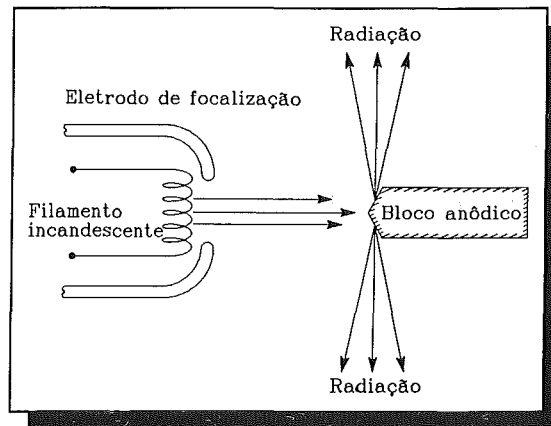 Radiação
Eletrodo de focalização
Filamento
incandescente
Bloco anôdico
Radiação